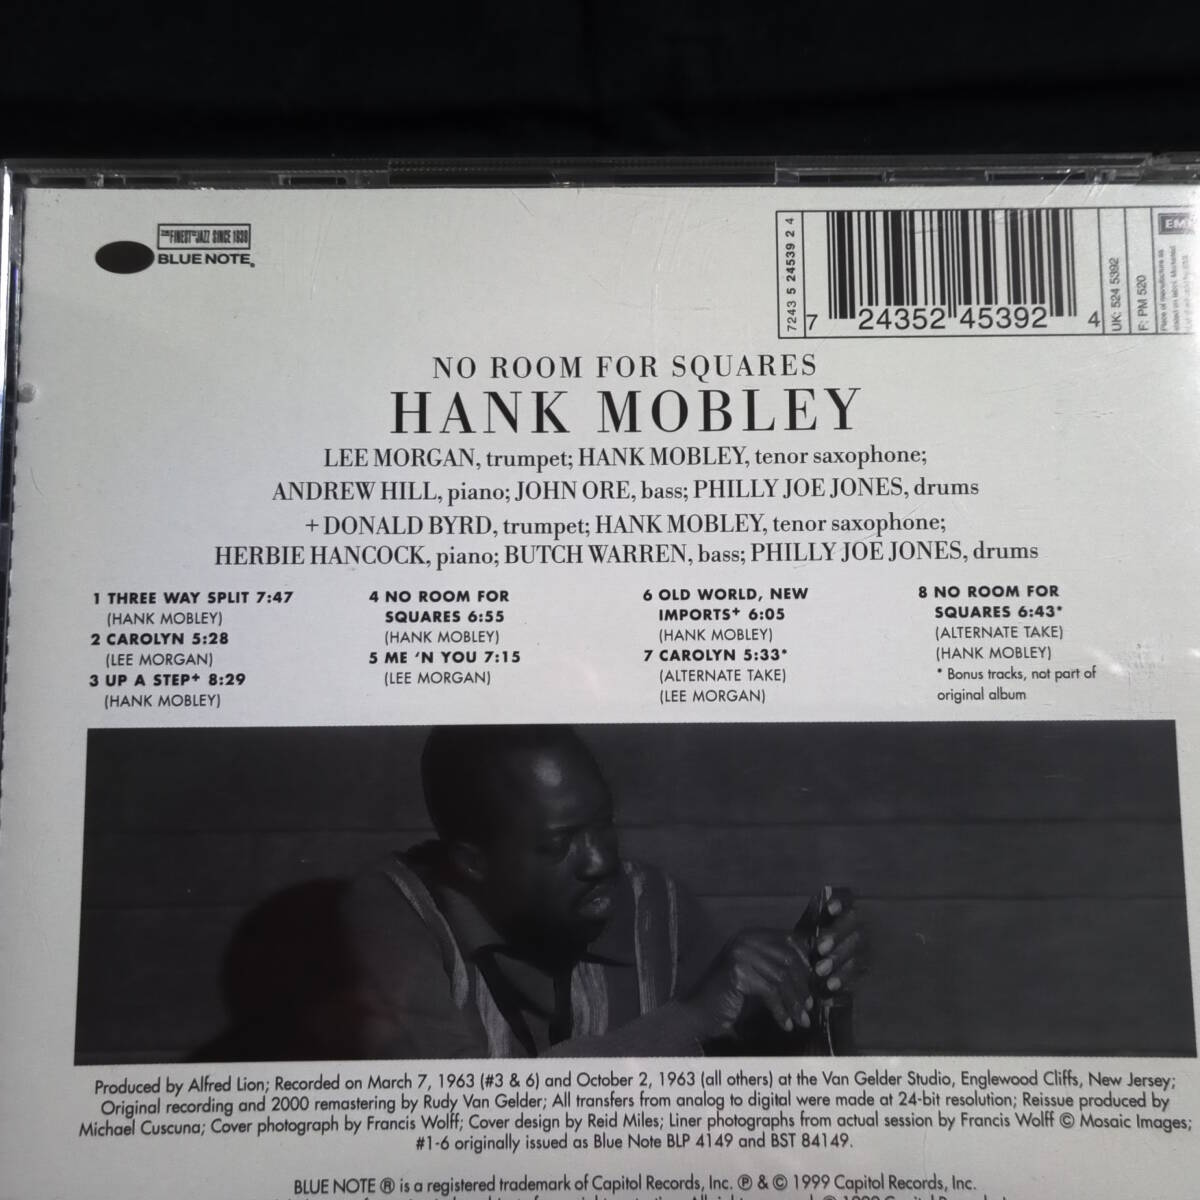 THE FINEST IN JAZZ SINCE 1939
BLUE NOTE®
7243 5 24539 2 4
7 24352 45392 4
UK: 524 5392
F: PM 520
EMI
NO ROOM FOR SQUARES
HANK MOBLEY
LEE MORGAN, trumpet; HANK MOBLEY, tenor saxophone;
ANDREW HILL, piano; JOHN ORE, bass; PHILLY JOE JONES, drums
+DONALD BYRD, trumpet; HANK MOBLEY, tenor saxophone;
HERBIE HANCOCK, piano; BUTCH WARREN, bass; PHILLY JOE JONES, drums
1 THREE WAY SPLIT 7:47
(HANK MOBLEY)
2 CAROLYN 5:28
(LEE MORGAN)
3 UP A STEP+ 8:29
(HANK MOBLEY)
4 NO ROOM FOR
SQUARES 6:55
(HANK MOBLEY)
5 ME 'N YOU 7:15
(LEE MORGAN)
6 OLD WORLD, NEW
IMPORTS+ 6:05
(HANK MOBLEY)
7 CAROLYN 5:33*
(ALTERNATE TAKE)
(LEE MORGAN)
8 NO ROOM FOR
SQUARES 6:43*
(ALTERNATE TAKE)
(HANK MOBLEY)
* Bonus tracks, not part of
original album
Produced by Alfred Lion; Recorded on March 7, 1963 (#3 & 6) and October 2, 1963 (all others) at the Van Gelder Studio, Englewood Cliffs, New Jersey;
Original recording and 2000 remastering by Rudy Van Gelder; All transfers from analog to digital were made at 24-bit resolution; Reissue produced by
Michael Cuscuna; Cover photograph by Francis Wolff; Cover design by Reid Miles; Liner photographs from actual session by Francis Wolff © Mosaic Images;
#1-6 originally issued as Blue Note BLP 4149 and BST 84149.
BLUE NOTE ® is a registered trademark of Capitol Records, Inc. ℗ & © 1999 Capitol Records, Inc.